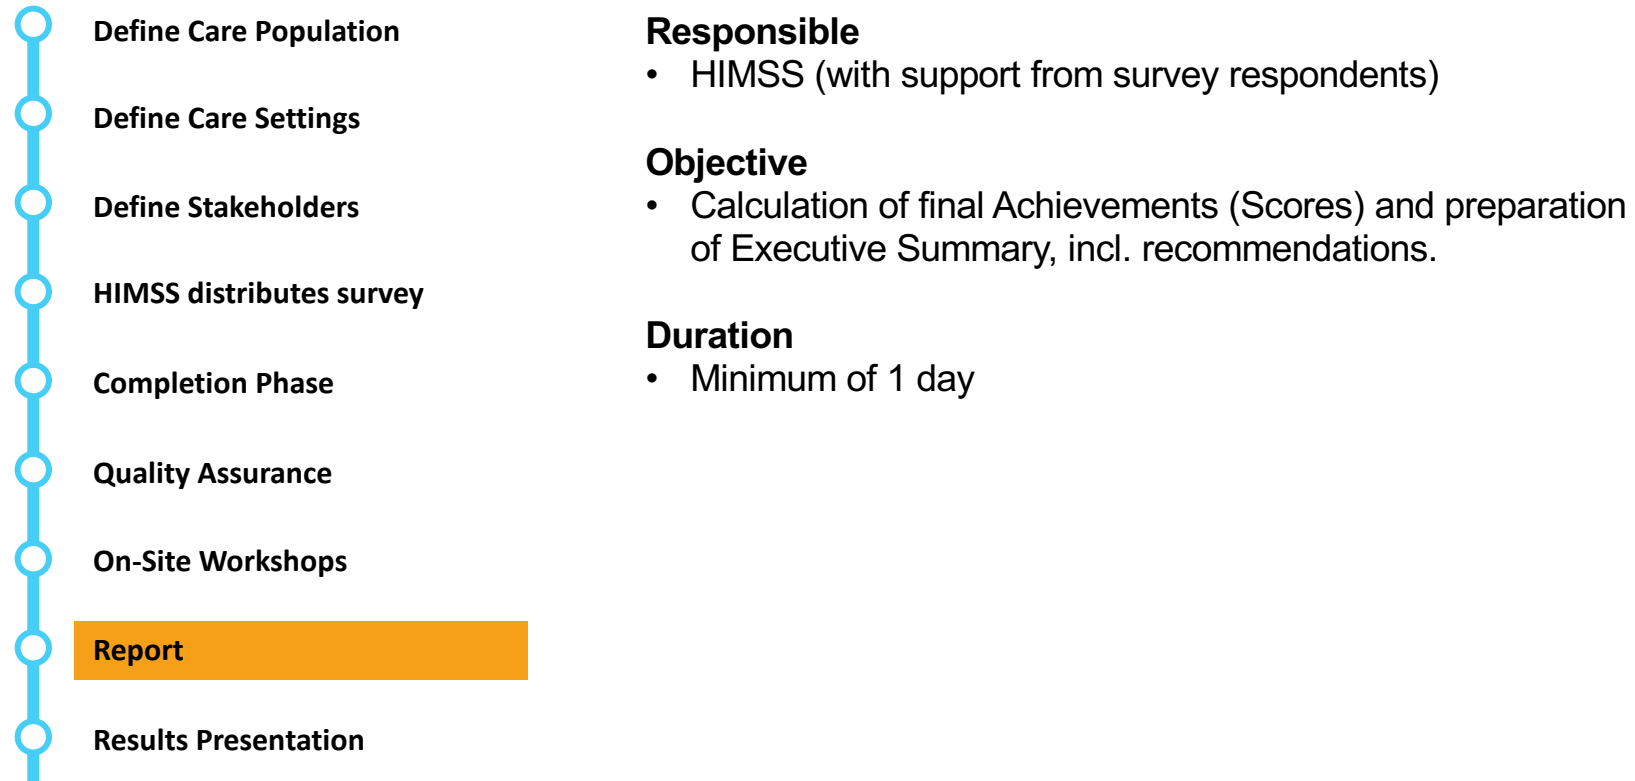 Define Care Population
Define Care Settings
Define Stakeholders
HIMSS distributes survey
Completion Phase
Quality Assurance
On-Site Workshops
Report
Results Presentation
Responsible
• HIMSS (with support from survey respondents)
Objective
• Calculation of final Achievements (Scores) and preparation
of Executive Summary, incl. recommendations.
Duration
• Minimum of 1 day